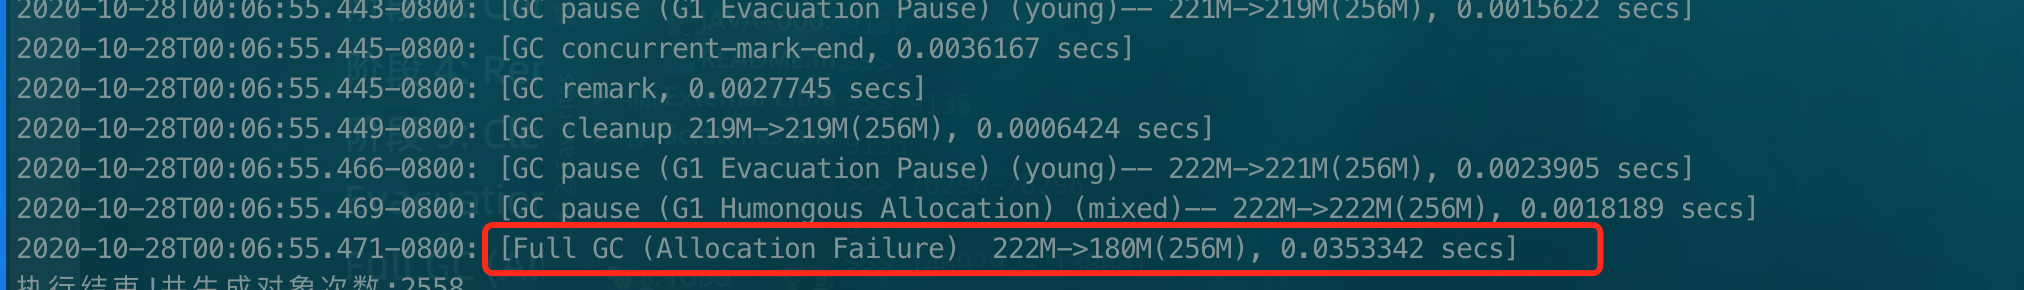 2020-10-28T00:06:55.443-0800: [GC pause (G1 Evacuation Pause) (young)-- 221M->219M(256M), 0.0015622 secs]
2020-10-28T00:06:55.445-0800: [GC concurrent-mark-end, 0.0036167 secs]
2020-10-28T00:06:55.445-0800: [GC remark, 0.0027745 secs]
2020-10-28T00:06:55.449-0800: [GC cleanup 219M->219M(256M), 0.0006424 secs]
2020-10-28T00:06:55.466-0800: [GC pause (G1 Evacuation Pause) (young)-- 222M->221M(256M), 0.0023905 secs]
2020-10-28T00:06:55.469-0800: [GC pause (G1 Humongous Allocation) (mixed)-- 222M->222M(256M), 0.0018189 secs]
2020-10-28T00:06:55.471-0800: [Full GC (Allocation Failure)  222M->180M(256M), 0.0353342 secs]
执行结束!共生成对象次数:2558